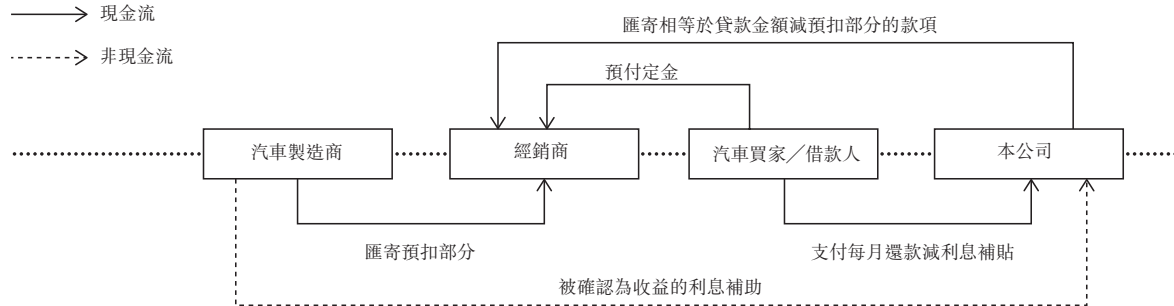 現金流
匯寄相等於貸款金額減預扣部分的款項
非現金流
預付定金
汽車製造商
經銷商
汽車買家／借款人
本公司
匯寄預扣部分
支付每月還款減利息補貼
被確認為收益的利息補助